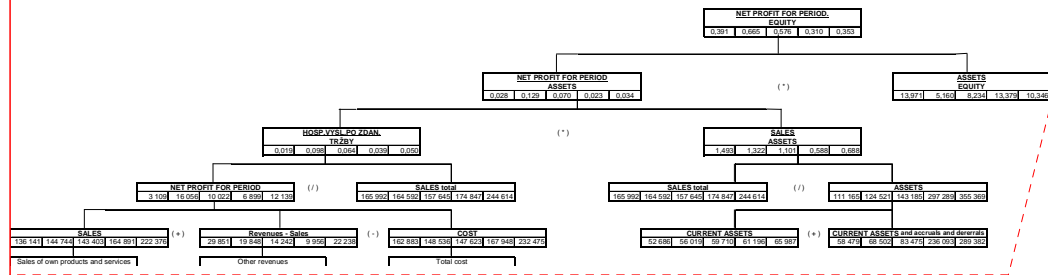 NET PROFIT FOR PERIOD.
EQUITY
0,391 0,665 0,576 0,310 0,353
NET PROFIT FOR PERIOD
ASSETS
0,028 0,129 0,070 0,023 0,034
(*)
ASSETS
EQUITY
13,971 5,160 8,234 13,379 10,346
HOSP.VÝSL.PO ZDAN.
TRŽBY
0,019 0,098 0,064 0,039 0,050
(*)
SALES
ASSETS
1,493 1,322 1,101 0,588 0,688
NET PROFIT FOR PERIOD
3 109 16 056 10 022 6 899 12 139
(/)
SALES total
165 992 164 592 157 645 174 847 244 614
SALES total
165 992 164 592 157 645 174 847 244 614
(/)
ASSETS
111 165 124 521 143 185 297 289 355 369
SALES
136 141 144 744 143 403 164 891 222 376
(+)
Revenues - Sales
29 851 19 848 14 242 9 956 22 238
(-)
COST
162 883 148 536 147 623 167 948 232 475
CURRENT ASSETS
52 686 56 019 59 710 61 196 65 987
(+)
CURRENT ASSETS and accruals and dererrals
58 479 68 502 83 475 236 093 289 382
Sales of own products and services
Other revenues
Total cost